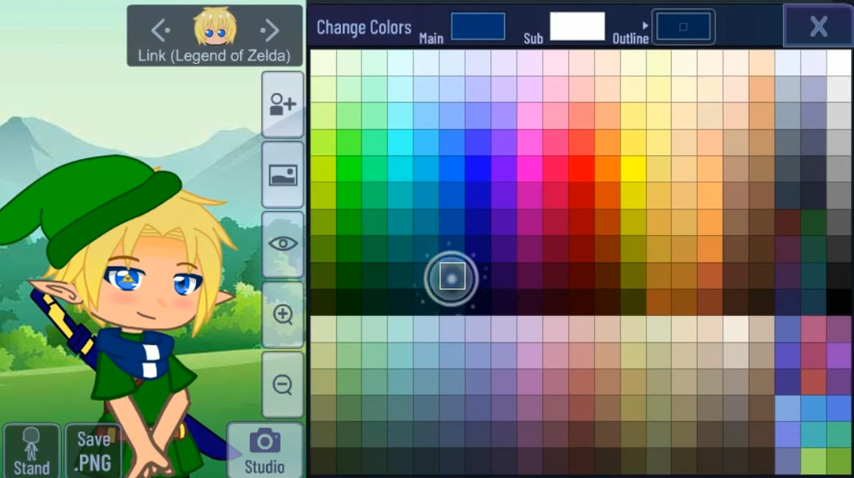 Link (Legend of Zelda)
Change Colors
Main
Sub
Outline
X
Stand
Save
.PNG
Studio